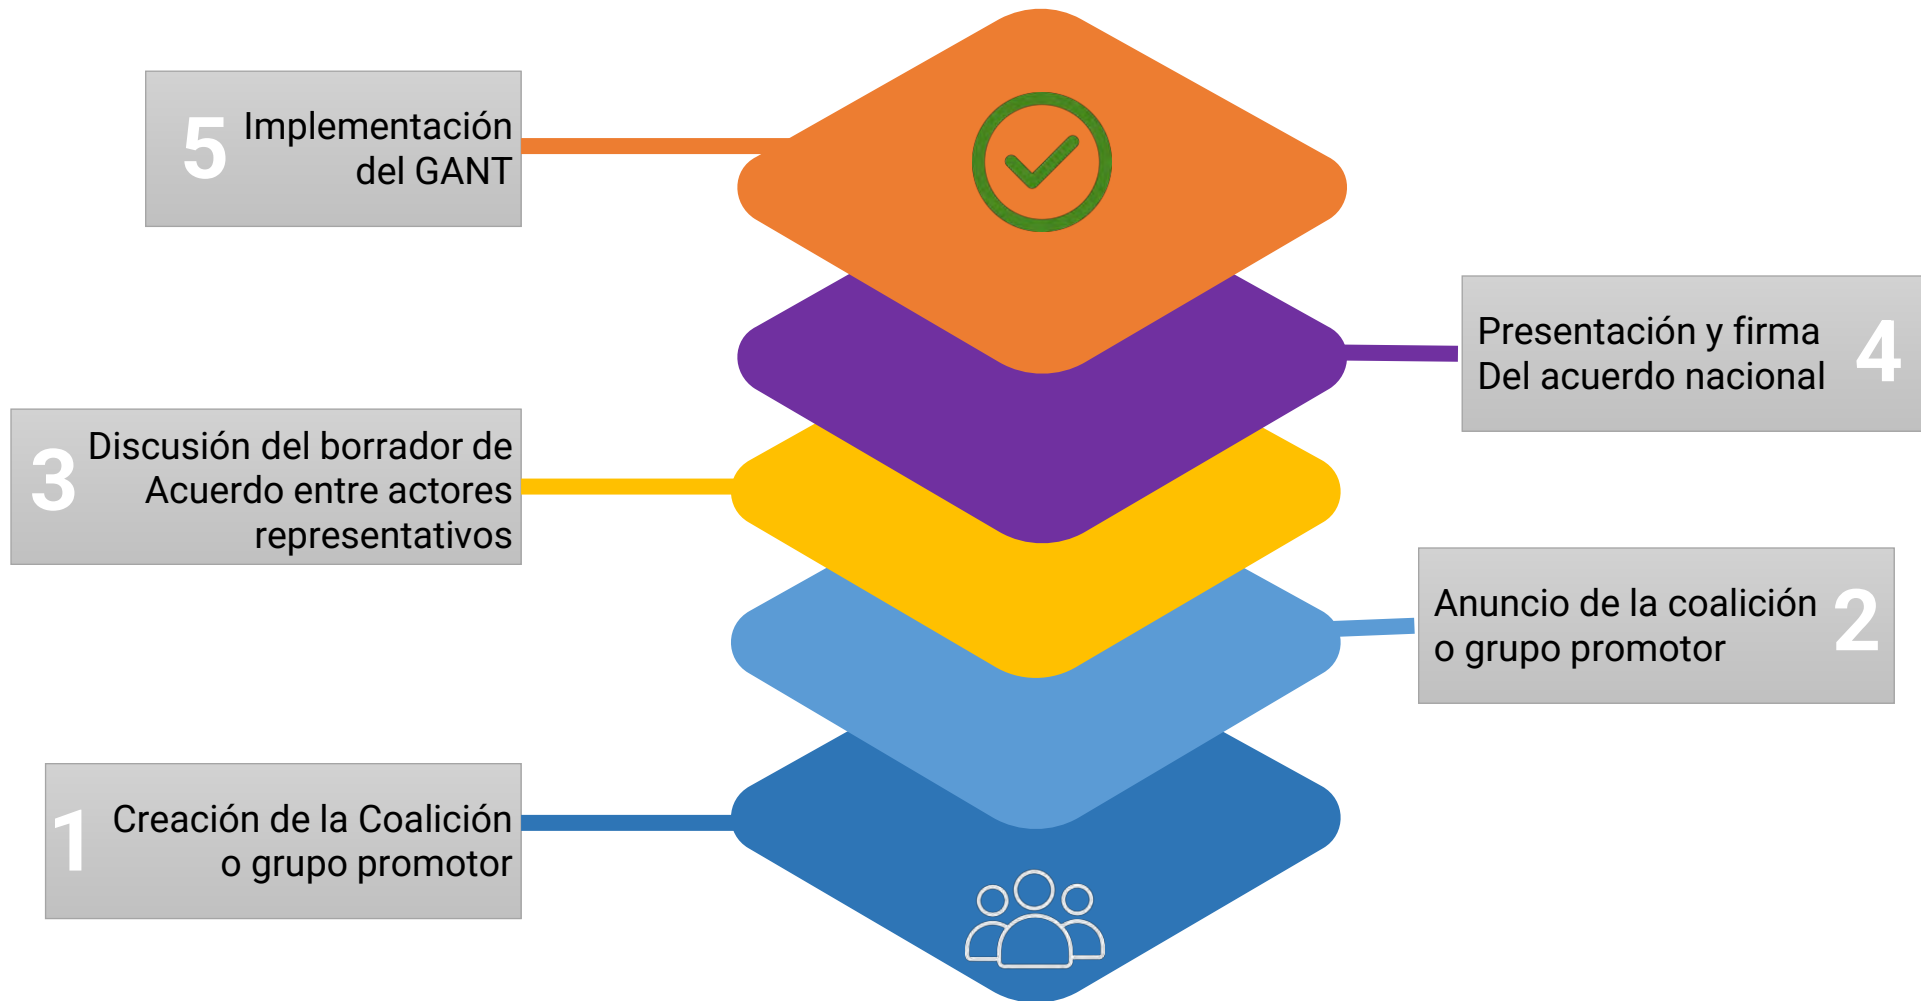 5 Implementación
del GANT
Presentación y firma 4
Del acuerdo nacional
3 Discusión del borrador de
Acuerdo entre actores
representativos
Anuncio de la coalición 2
o grupo promotor
1 Creación de la Coalición
o grupo promotor